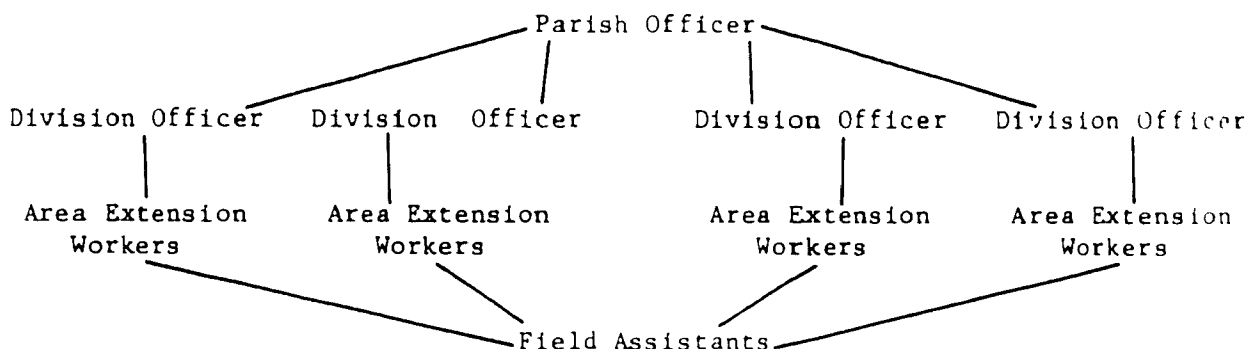 Parish Officer
Division Officer Division Officer Division Officer Division Officer
Area Extension Area Extension Area Extension Area Extension
Workers Workers Workers Workers
Field Assistants